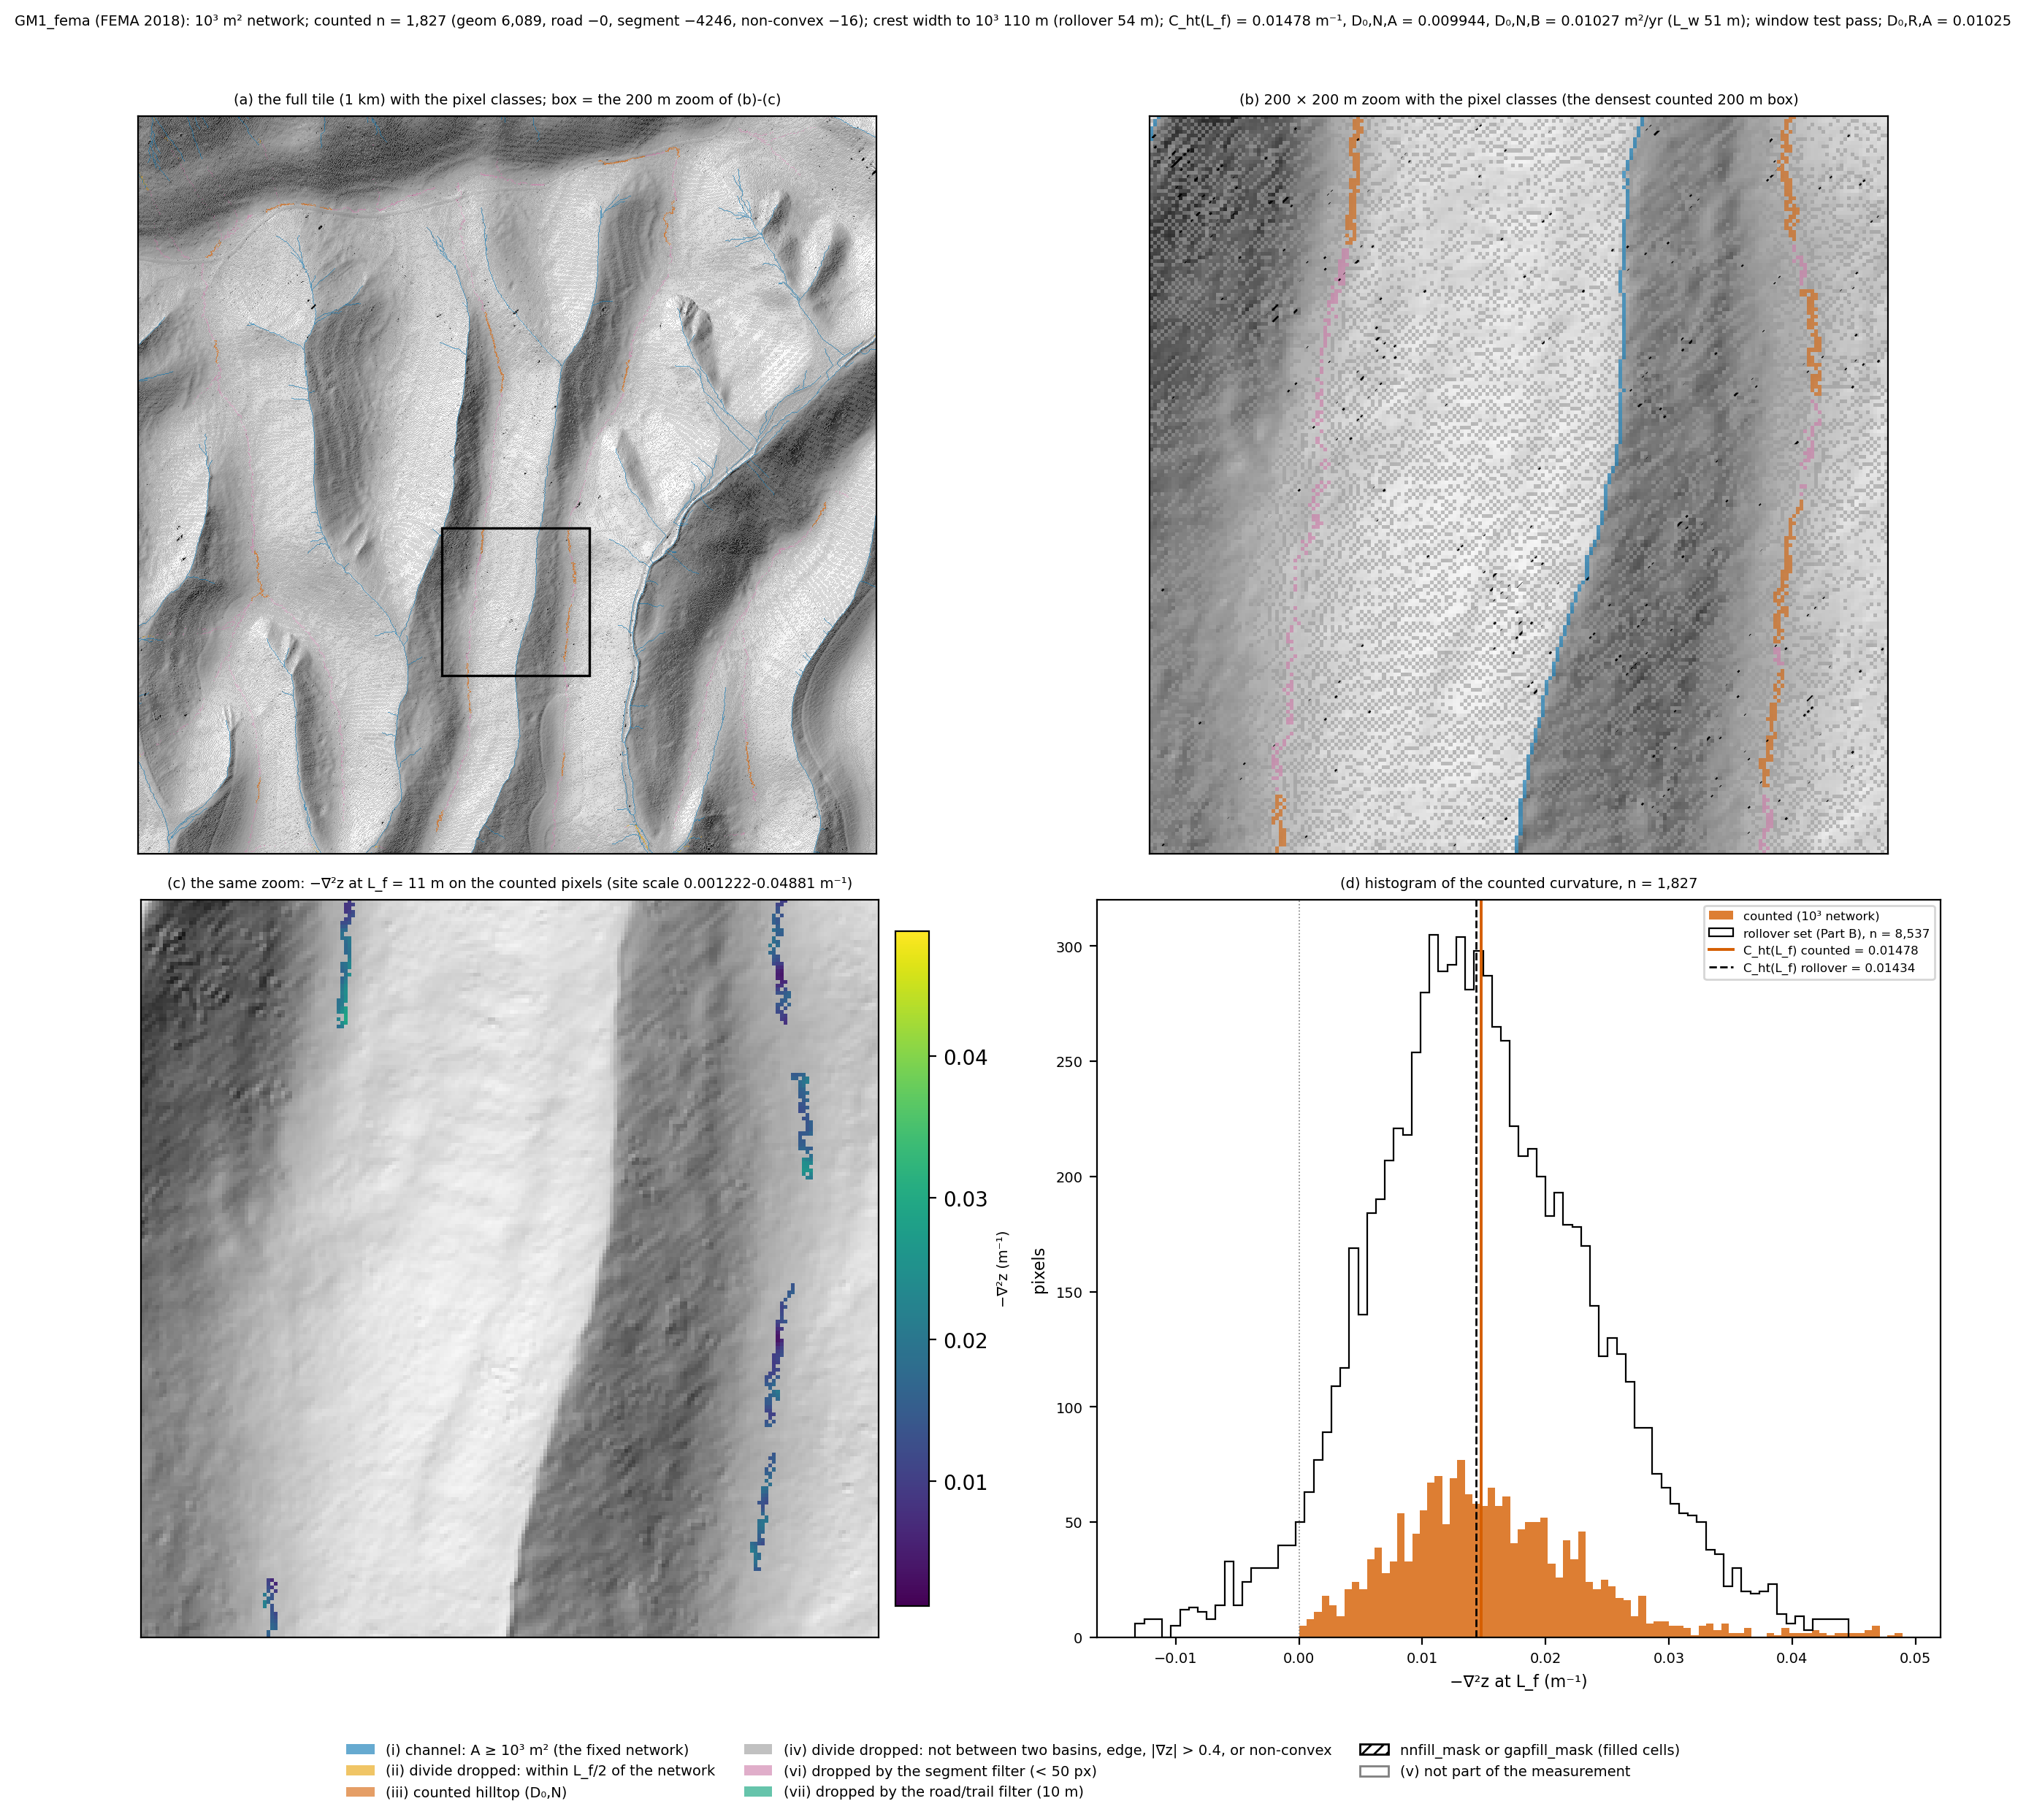 GM1_fema (FEMA 2018): 10³ m² network; counted n = 1,827 (geom 6,089, road −0, segment −4246, non-convex −16); crest width to 10³ 110 m (rollover 54 m); C_ht(L_f) = 0.01478 m⁻¹, D₀,N,A = 0.009944, D₀,N,B = 0.01027 m²/yr (L_w 51 m); window test pass; D₀,R,A = 0.01025
(a) the full tile (1 km) with the pixel classes; box = the 200 m zoom of (b)-(c)
(b) 200 × 200 m zoom with the pixel classes (the densest counted 200 m box)
(c) the same zoom: −∇²z at L_f = 11 m on the counted pixels (site scale 0.001222-0.04881 m⁻¹)
0.04
0.03
0.02
0.01
−∇²z (m⁻¹)
(d) histogram of the counted curvature, n = 1,827
counted (10³ network)
rollover set (Part B), n = 8,537
C_ht(L_f) counted = 0.01478
C_ht(L_f) rollover = 0.01434
pixels
300
250
200
150
100
50
0
−0.01
0.00
0.01
0.02
0.03
0.04
0.05
−∇²z at L_f (m⁻¹)
(i) channel: A ≥ 10³ m² (the fixed network)
(ii) divide dropped: within L_f/2 of the network
(iii) counted hilltop (D₀,N)
(iv) divide dropped: not between two basins, edge, |∇z| > 0.4, or non-convex
(vi) dropped by the segment filter (< 50 px)
(vii) dropped by the road/trail filter (10 m)
nnfill_mask or gapfill_mask (filled cells)
(v) not part of the measurement